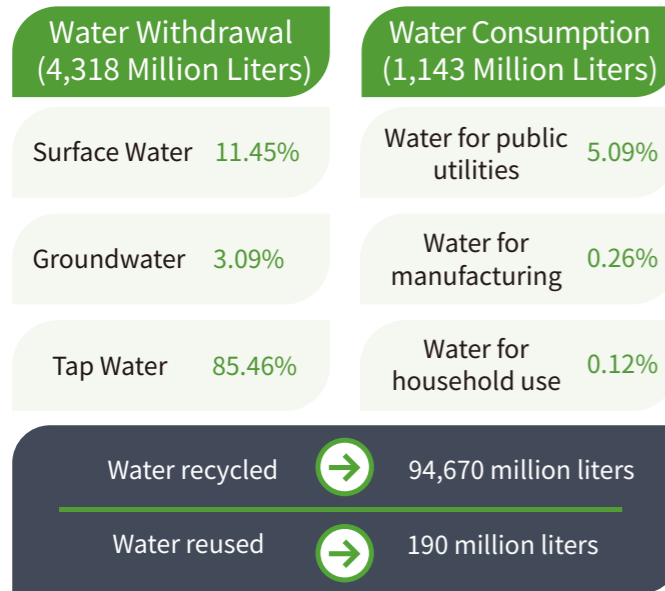 Water Withdrawal
(4,318 Million Liters)
Surface Water 11.45%
Groundwater 3.09%
Tap Water 85.46%
Water Consumption
(1,143 Million Liters)
Water for public
utilities 5.09%
Water for
manufacturing 0.26%
Water for
household use 0.12%
Water recycled 94,670 million liters
Water reused 190 million liters